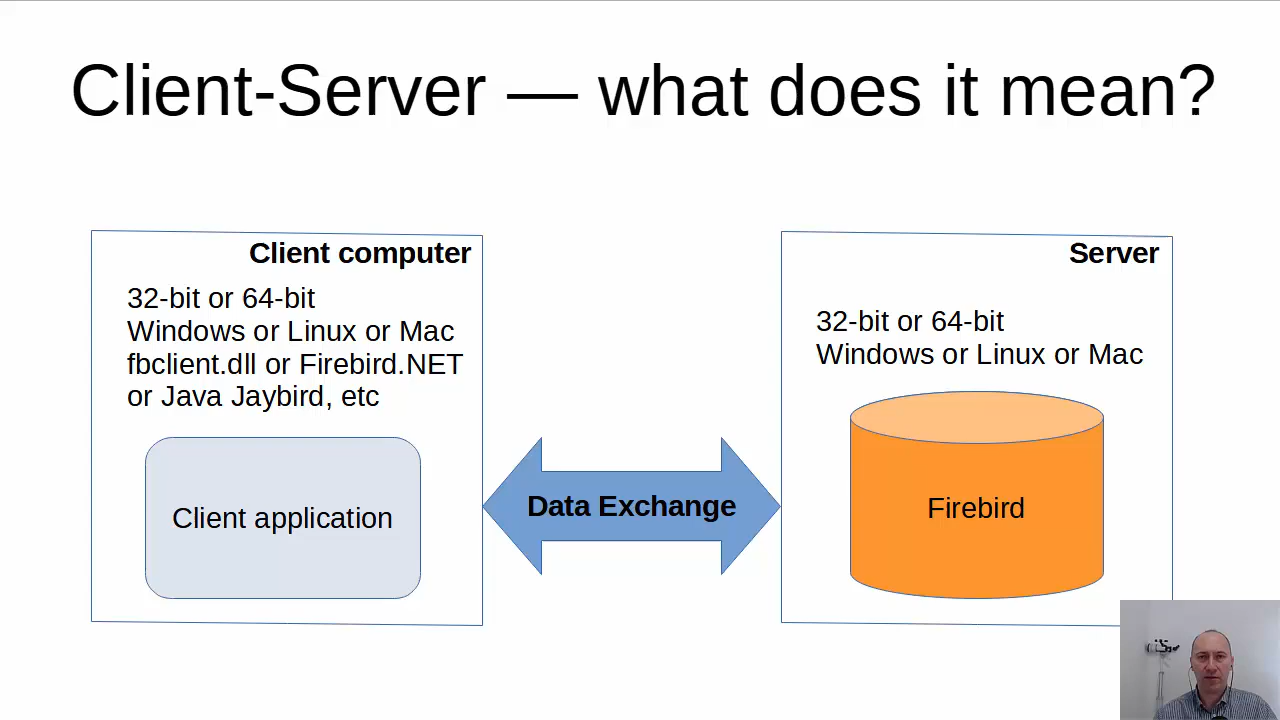 Client-Server — what does it mean?
Client computer
32-bit or 64-bit
Windows or Linux or Mac
fbclient.dll or Firebird.NET
or Java Jaybird, etc
Client application
Data Exchange
Server
32-bit or 64-bit
Windows or Linux or Mac
Firebird